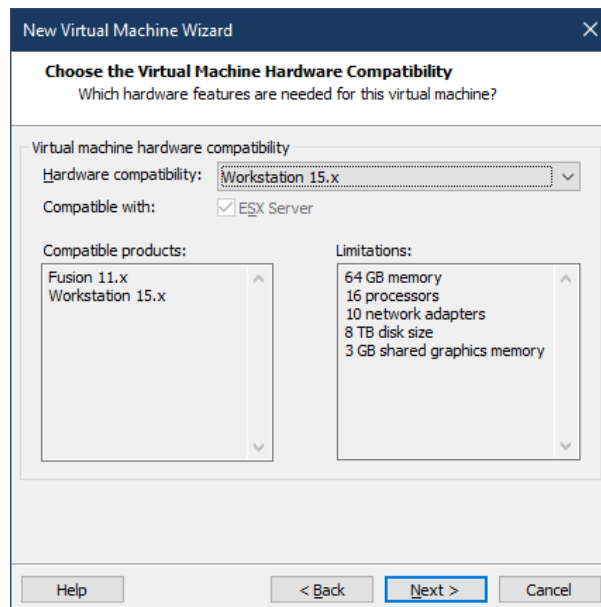 New Virtual Machine Wizard
Choose the Virtual Machine Hardware Compatibility
Which hardware features are needed for this virtual machine?
Virtual machine hardware compatibility
Hardware compatibility: Workstation 15.x
Compatible with: ESX Server
Compatible products:
Fusion 11.x
Workstation 15.x
Limitations:
64 GB memory
16 processors
10 network adapters
8 TB disk size
3 GB shared graphics memory
Help < Back Next > Cancel